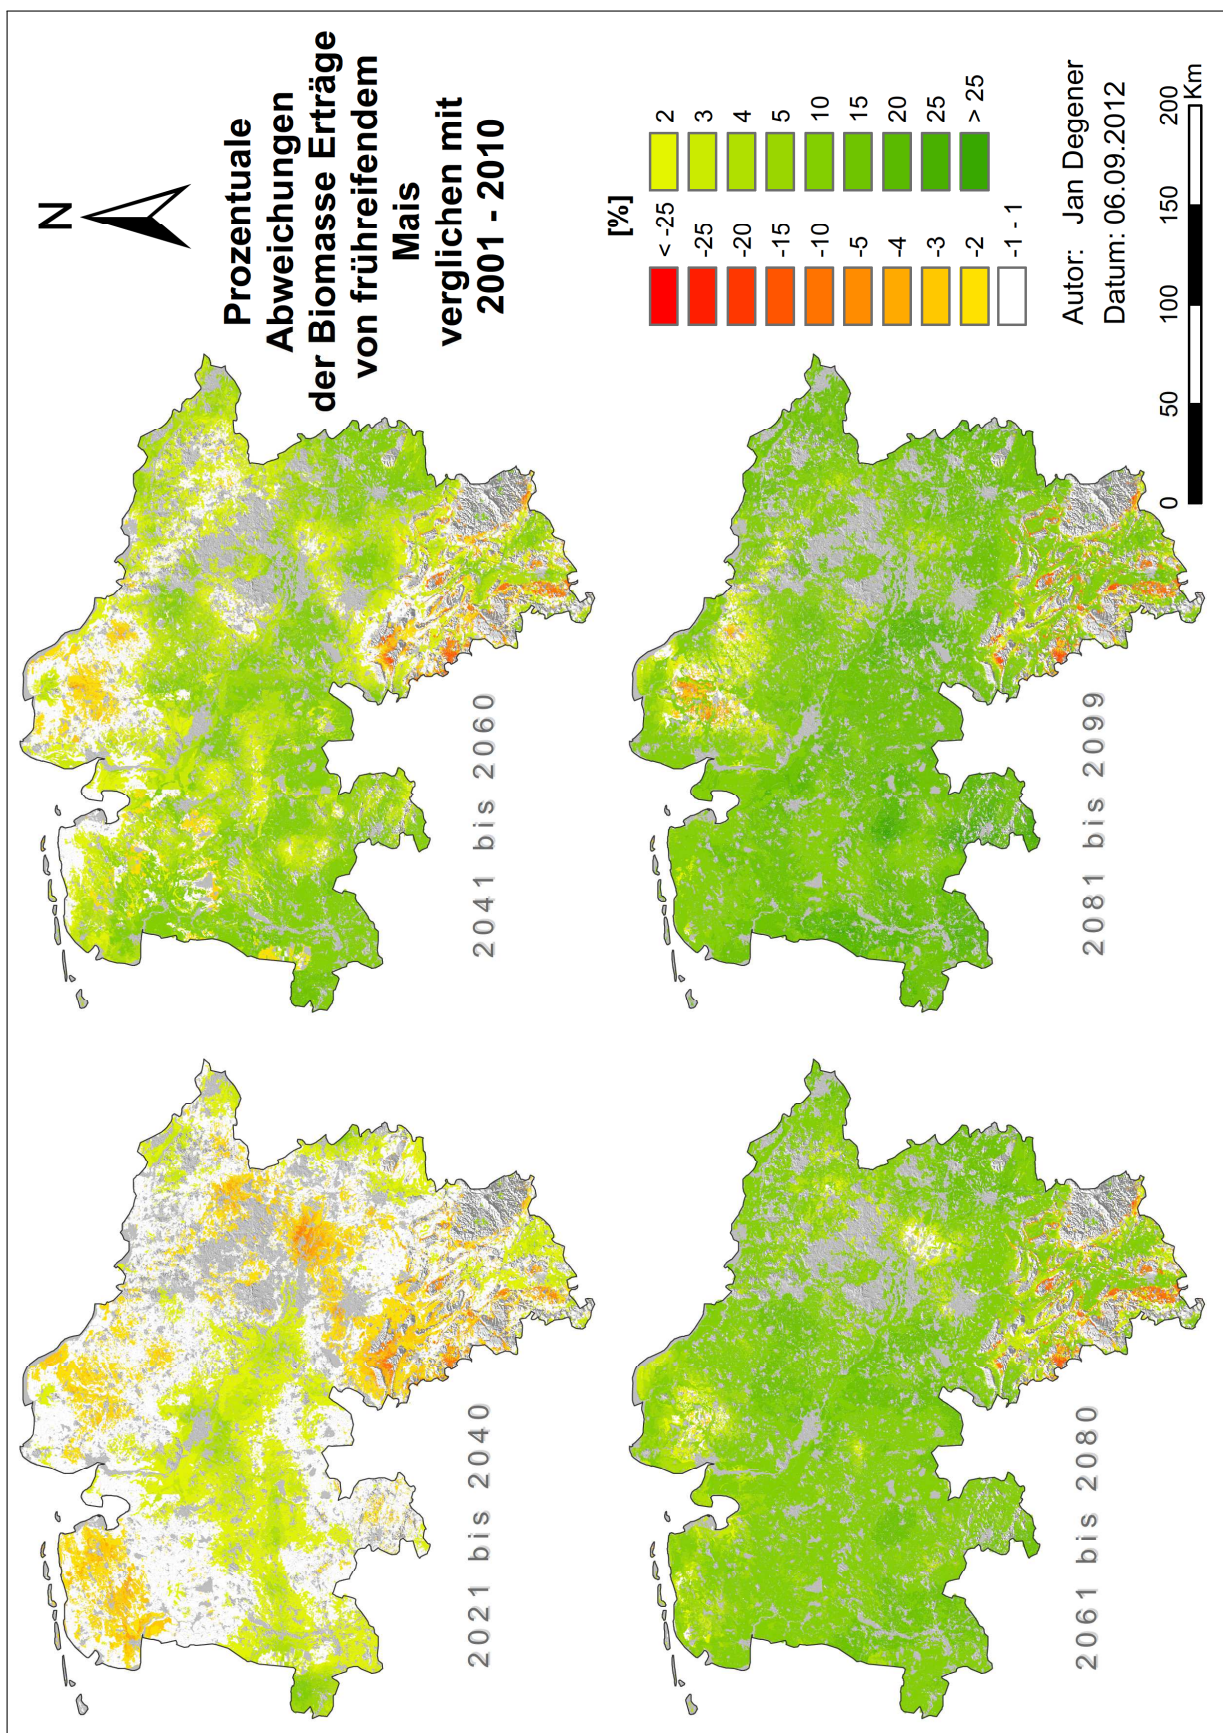 N
Prozentuale
Abweichungen
der Biomasse Erträge
von frühreifendem
Mais
verglichen mit
2001 - 2010
2021 bis 2040
2041 bis 2060
2061 bis 2080
2081 bis 2099
[%]
< -25
-25
-20
-15
-10
-5
-4
-3
-2
-1 - 1
2
3
4
5
10
15
20
25
> 25
Autor: Jan Degener
Datum: 06.09.2012
0 50 100 150 200
Km